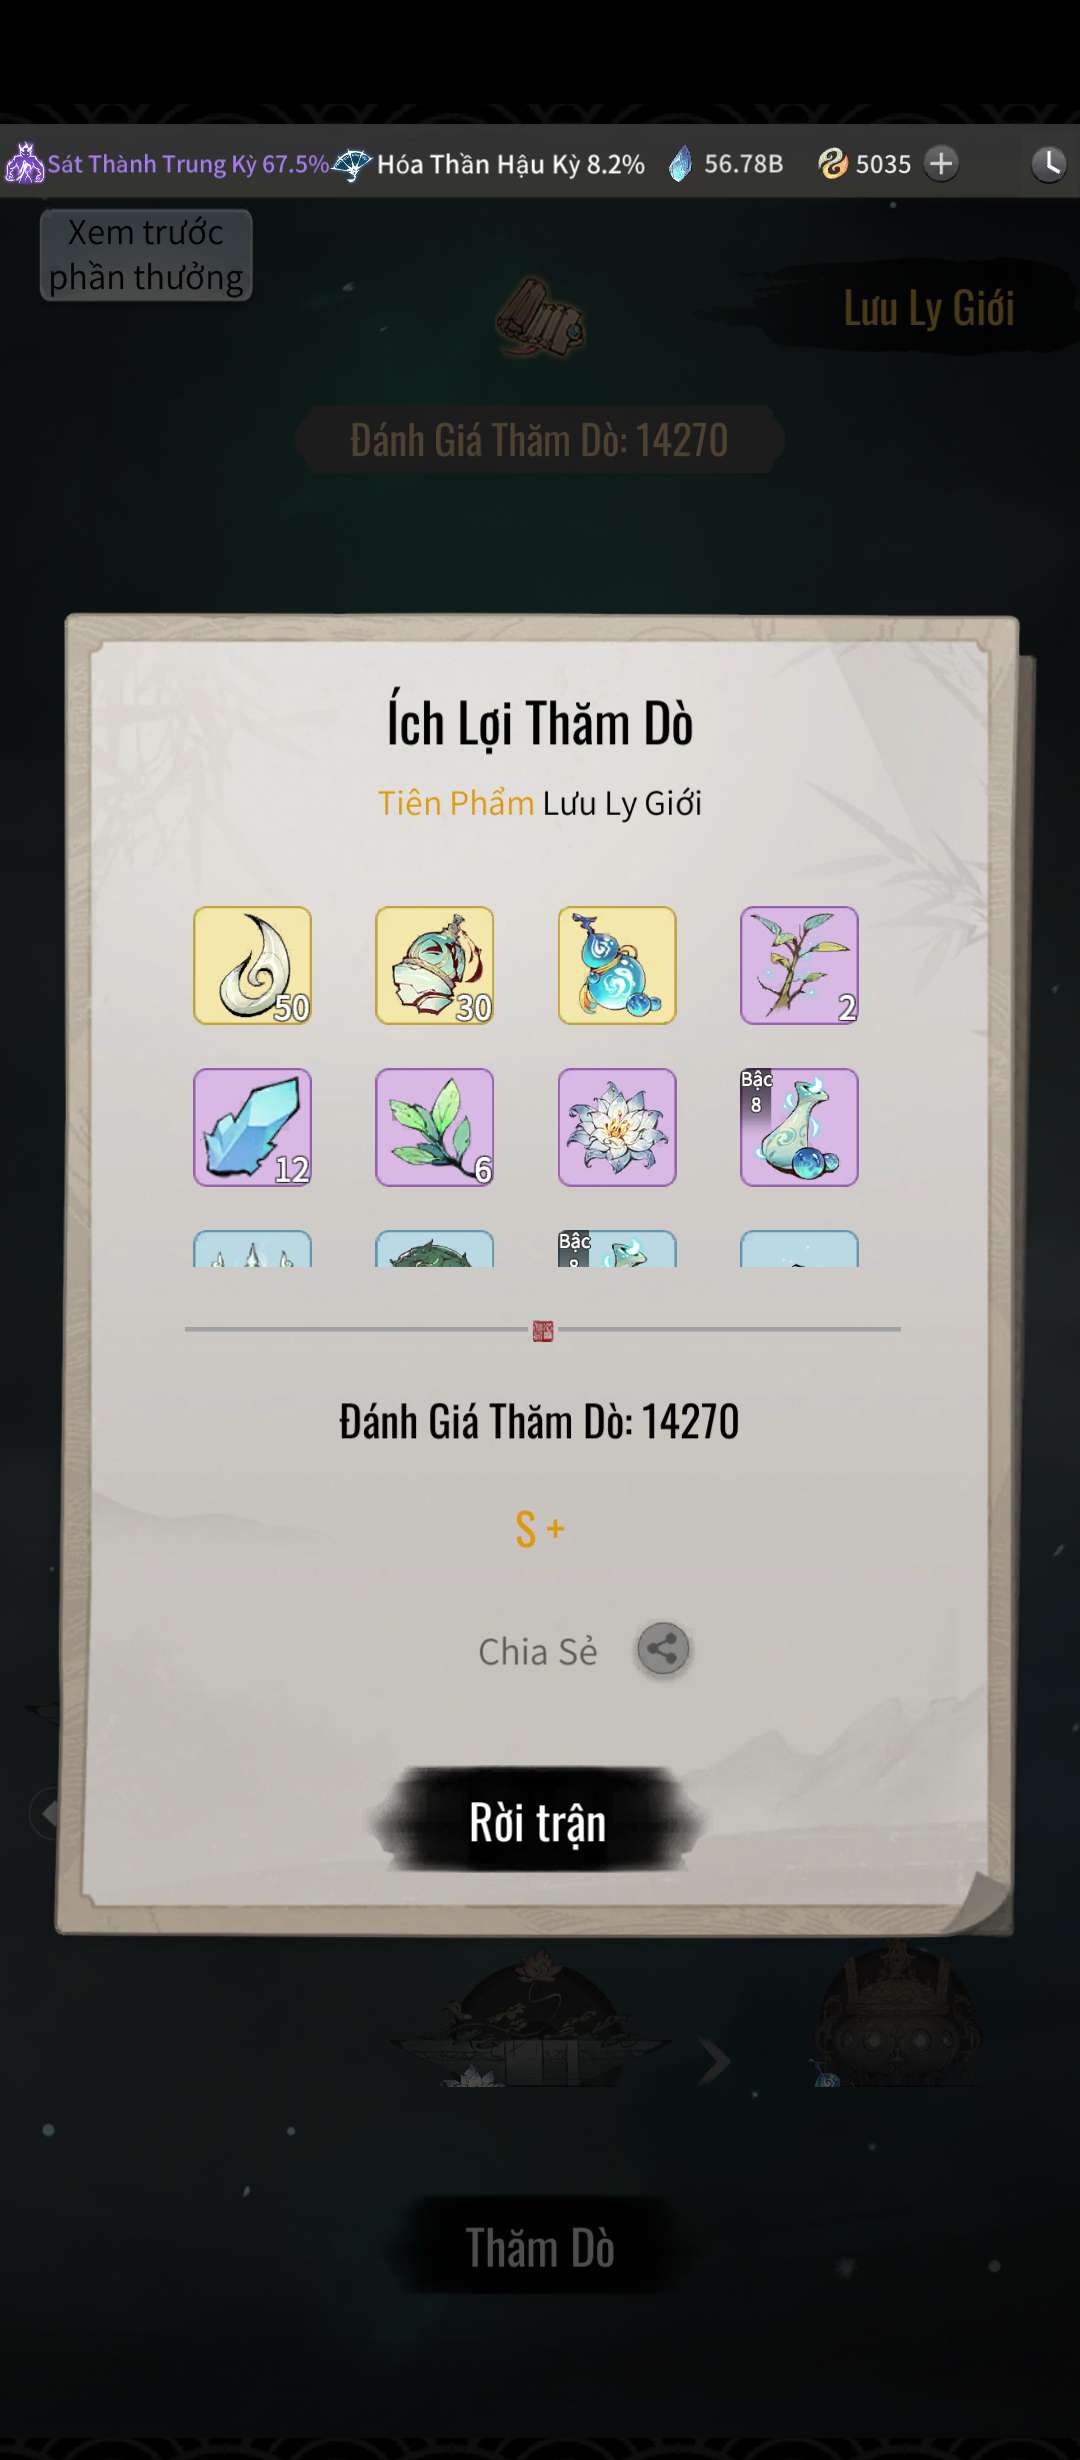 Sát Thành Trung Kỳ 67.5% Hóa Thần Hậu Kỳ 8.2% 56.78B 5035
Xem trước
phần thưởng
Lưu Ly Giới
Đánh Giá Thăm Dò: 14270
Ích Lợi Thăm Dò
Tiên Phẩm Lưu Ly Giới
50 30 2
12 6 Bậc 8
Bậc
Đánh Giá Thăm Dò: 14270
S +
Chia Sẻ
Rời trận
Thăm Dò